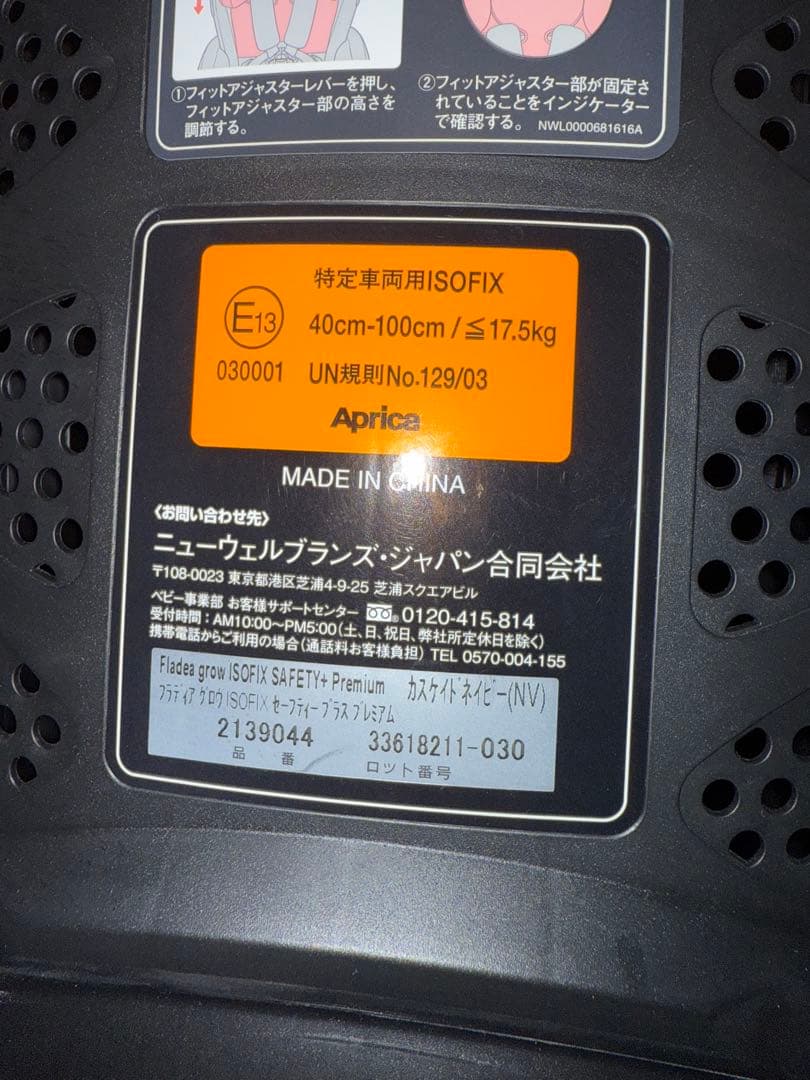 ①フィットアジャスターレバーを押し、
フィットアジャスター部の高さを
調節する。
②フィットアジャスター部が固定さ
れていることをインジケーター
で確認する。 NWL0000681616A
特定車両用ISOFIX
E13 40cm-100cm/≦17.5kg
030001 UN規則No.129/03
Aprica
MADE IN CHINA
〈お問い合わせ先〉
ニューウェルブランズ・ジャパン合同会社
〒108-0023 東京都港区芝浦4-9-25 芝浦スクエアビル
ベビー事業部 お客様サポートセンター 0120-415-814
受付時間：AM10:00〜PM5:00（土、日、祝日、弊社所定休日を除く）
携帯電話からご利用の場合（通話料お客様負担） TEL 0570-004-155
Fladea grow ISOFIX SAFETY+ Premium カスケイドネイビー(NV)
フラディア グロウ ISOFIX セーフティー プラス プレミアム
2139044 33618211-030
品番 ロット番号